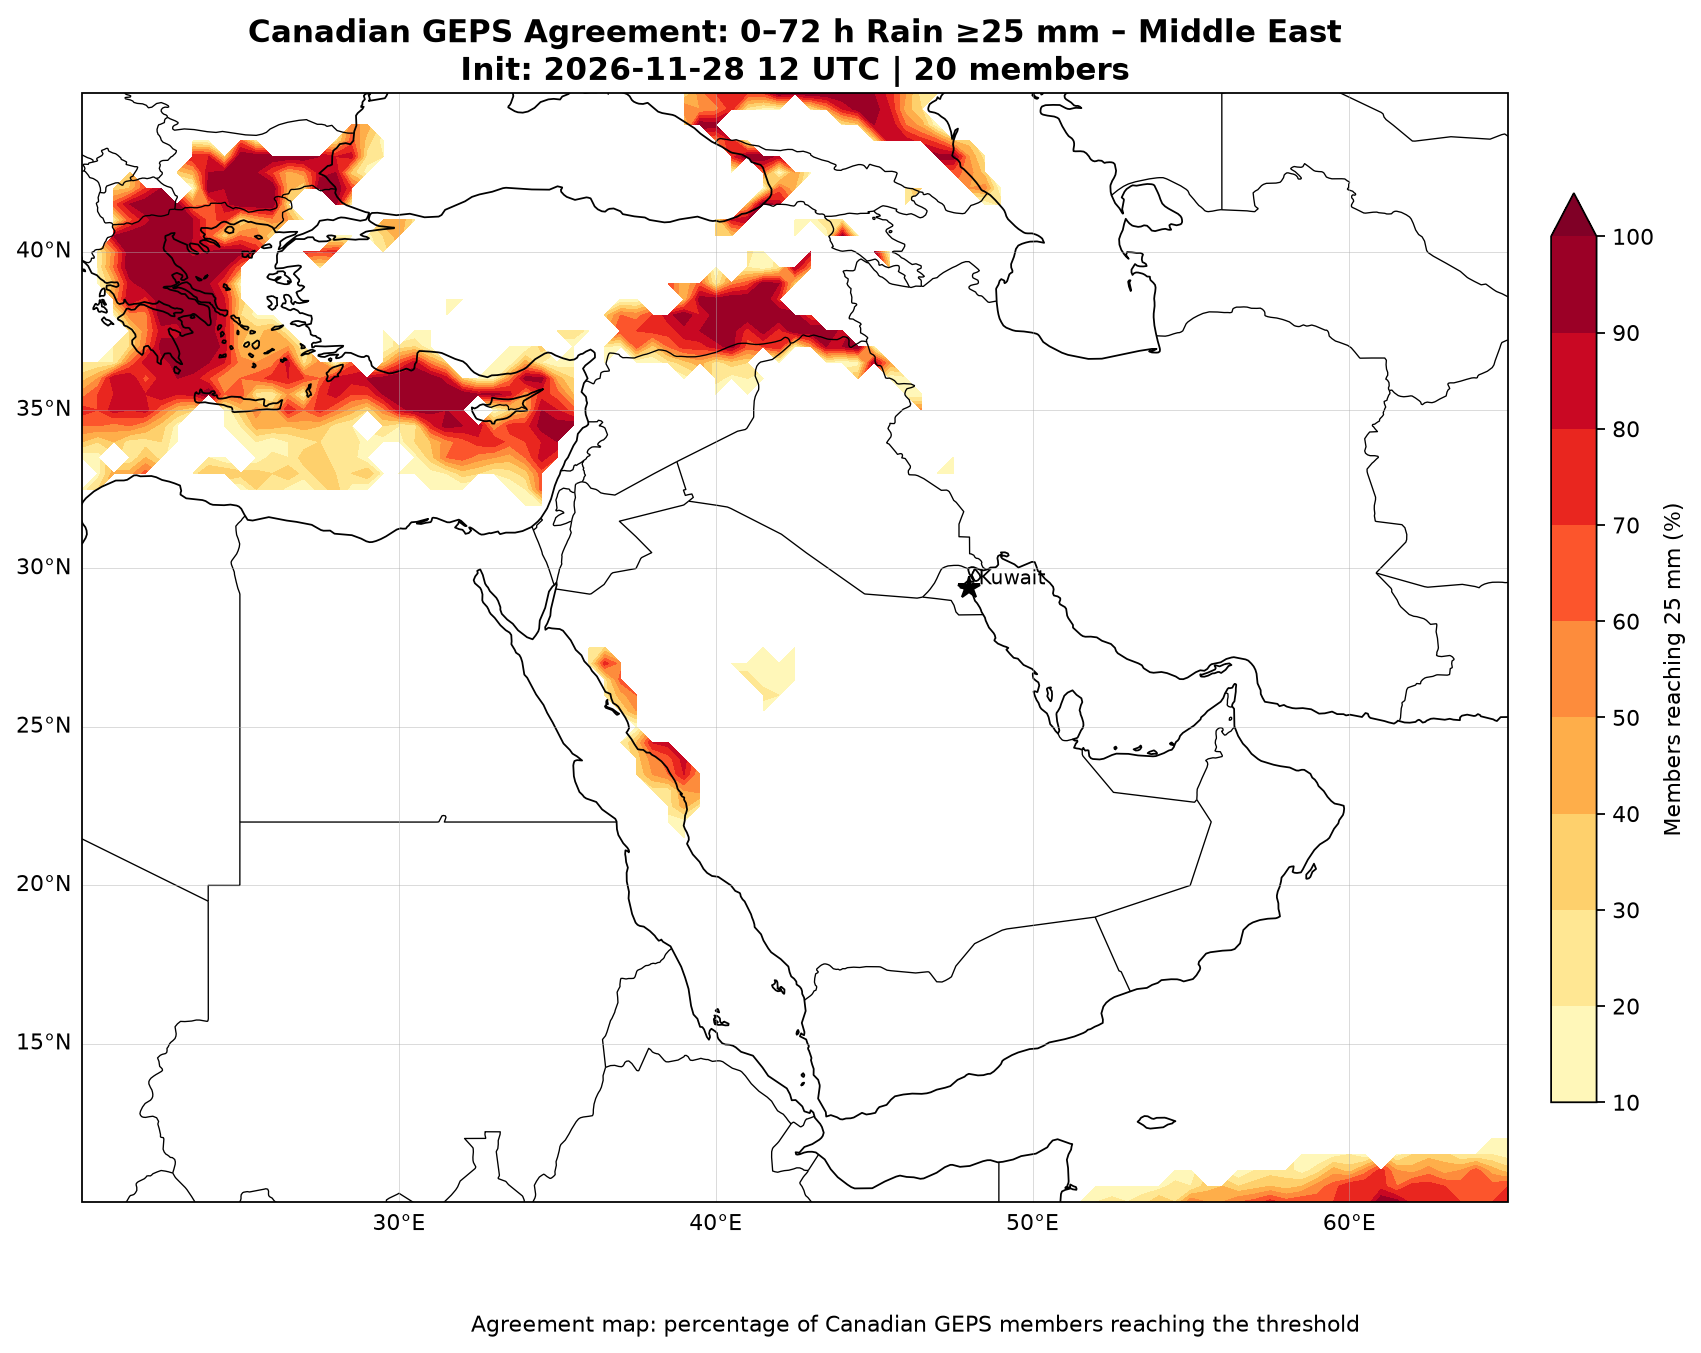 Canadian GEPS Agreement: 0–72 h Rain ≥25 mm – Middle East
Init: 2026-11-28 12 UTC | 20 members
40°N
35°N
30°N
25°N
20°N
15°N
30°E
40°E
50°E
60°E
Kuwait
100
90
80
70
60
50
40
30
20
10
Members reaching 25 mm (%)
Agreement map: percentage of Canadian GEPS members reaching the threshold